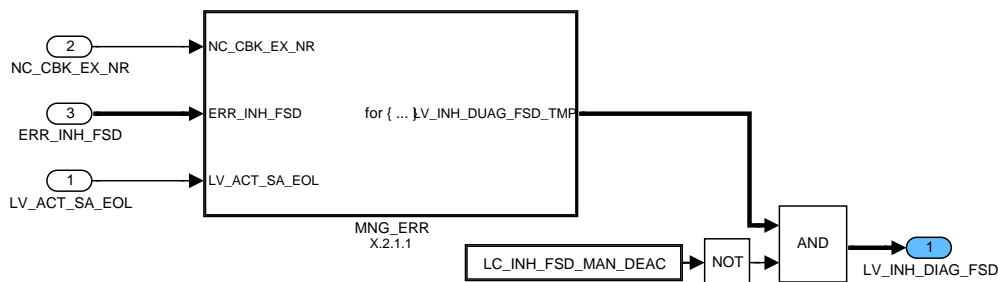 2
NC_CBK_EX_NR
NC_CBK_EX_NR
3
ERR_INH_FSD
ERR_INH_FSD
for { ... }
LV_INH_DUAG_FSD_TMP
1
LV_ACT_SA_EOL
LV_ACT_SA_EOL
MNG_ERR
X.2.1.1
LC_INH_FSD_MAN_DEAC
NOT
AND
1
LV_INH_DIAG_FSD